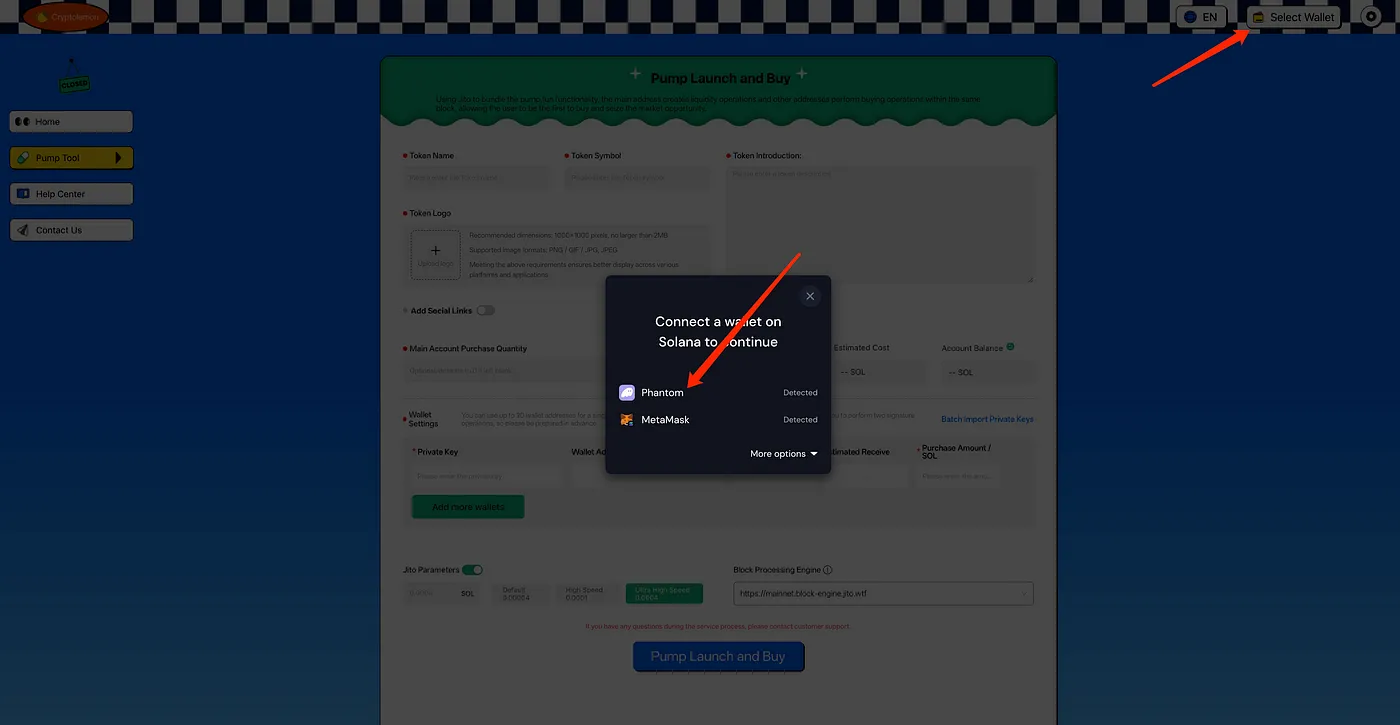 Cryptolemon
EN
Select Wallet
CLOSED
Home
Pump Tool
Help Center
Contact Us
Pump Launch and Buy
Using Jito to handle the pump.fun functionality, the main address creates liquidity operations and other addresses perform buying operations within the same
block, allowing the user to be the first to buy and seize the market opportunity.
Token Name
Token Symbol
Token Introduction:
Token Logo
Upload logo
Recommended dimensions: 1000×1000 pixels, no larger than 2MB
Supported image formats: PNG / GIF / JPG, JPEG
Meeting the above requirements ensures better display across various
platforms and applications.
Add Social Links
Connect a wallet on
Solana to continue
Phantom
Detected
MetaMask
Detected
More options
Main Account Purchase Quantity
Estimated Cost
-- SOL
Account Balance
-- SOL
Wallet
Settings
Batch import Private Keys
Private Key
Wallet
Receive
Purchase Amount /
SOL
Add more wallets
Jito Parameters
SOL
Default
0.00004
High Speed
0.0001
Ultra High Speed
0.0004
Block Processing Engine
https://mainnet.block-engine.jito.wtf
If you have any questions during the service process, please contact customer support.
Pump Launch and Buy